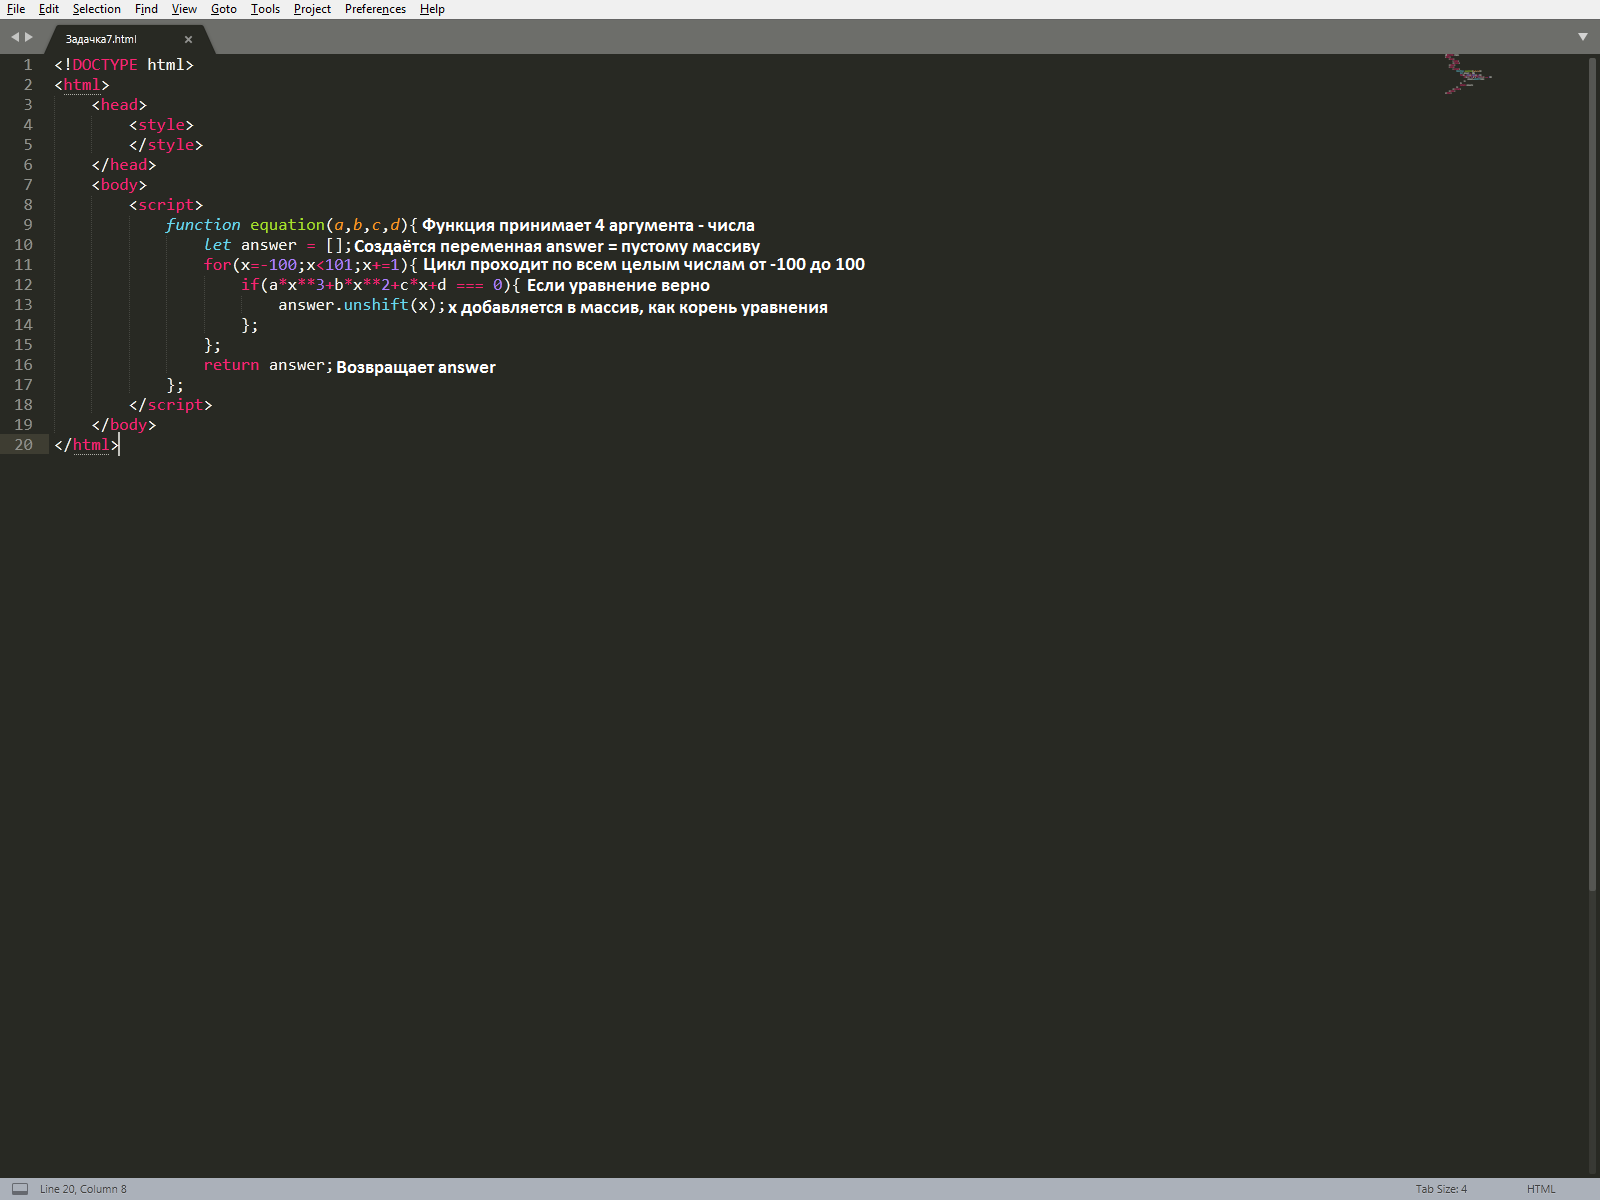 File Edit Selection Find View Goto Tools Project Preferences Help
Задачка7.html ×
1 <!DOCTYPE html>
2 <html>
3 <head>
4 <style>
5 </style>
6 </head>
7 <body>
8 <script>
9 function equation(a,b,c,d){ Функция принимает 4 аргумента - числа
10 let answer = []; Создаётся переменная answer = пустому массиву
11 for(x=-100;x<101;x+=1){ Цикл проходит по всем целым числам от -100 до 100
12 if(a*x**3+b*x**2+c*x+d === 0){ Если уравнение верно
13 answer.unshift(x); x добавляется в массив, как корень уравнения
14 };
15 };
16 return answer; Возвращает answer
17 };
18 </script>
19 </body>
20 </html>
Line 20, Column 8 Tab Size: 4 HTML